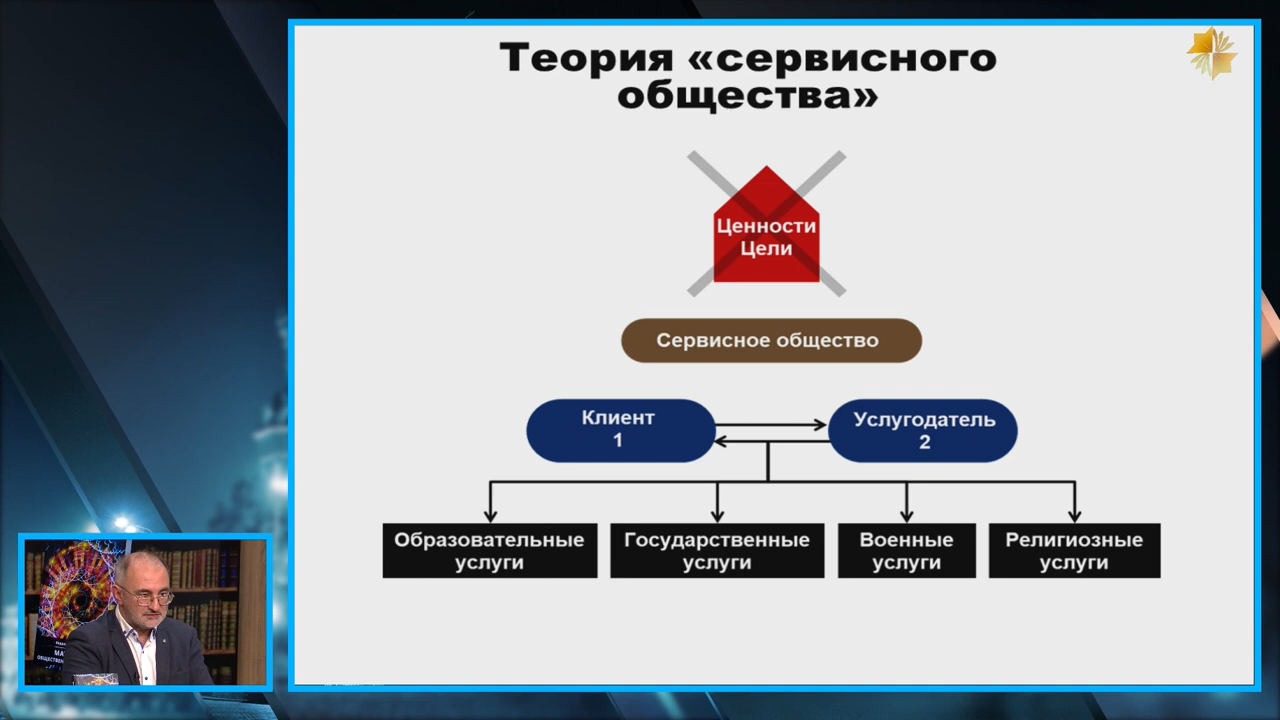 Теория «сервисного
общества»
Ценности
Цели
Сервисное общество
Клиент
1
Услугодатель
2
Образовательные
услуги
Государственные
услуги
Военные
услуги
Религиозные
услуги